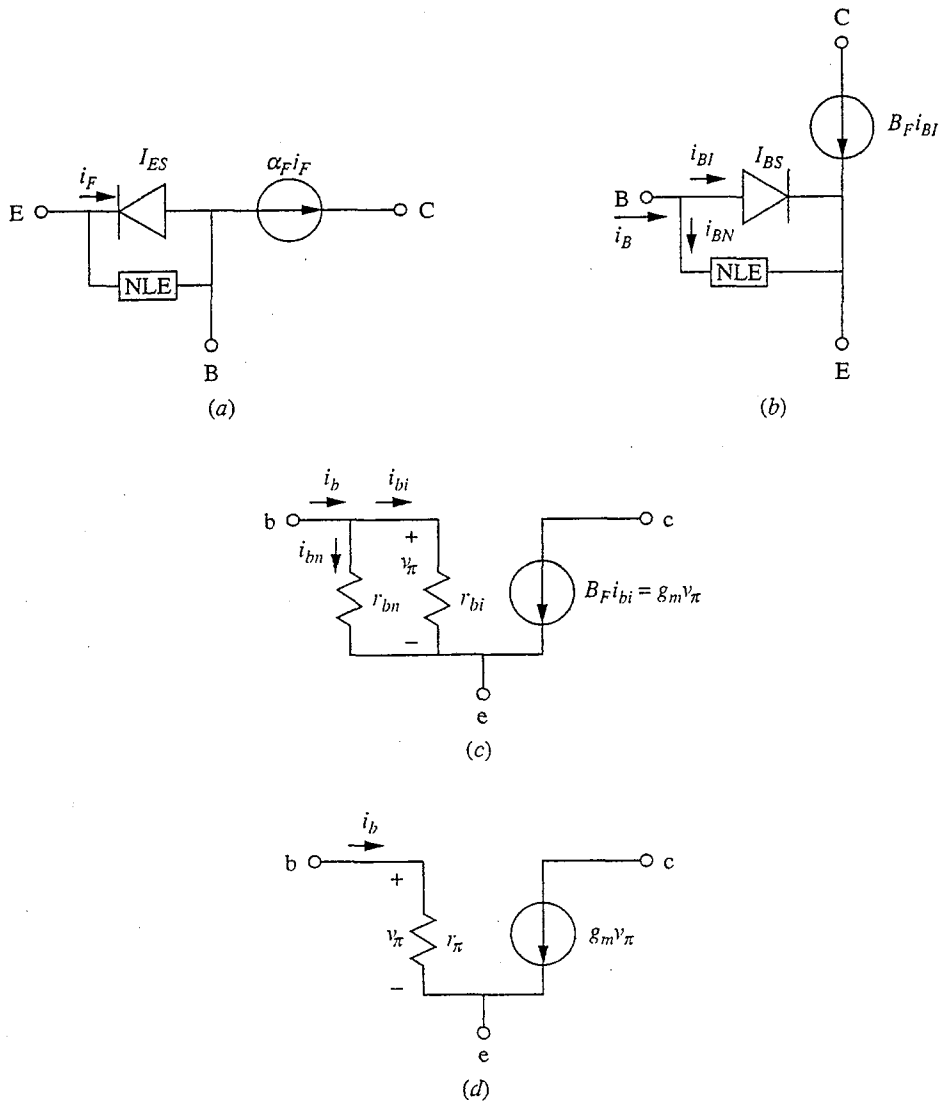 C
I_ES
α_F i_F
B_F i_BI
i_F
i_BI
I_BS
E
C
B
i_B
i_BN
NLE
NLE
B
E
(a)
(b)
i_b
i_bi
b
c
i_bn
+
v_π
r_bn
r_bi
B_F i_bi = g_m v_π
−
e
(c)
i_b
b
c
+
v_π
r_π
g_m v_π
−
e
(d)